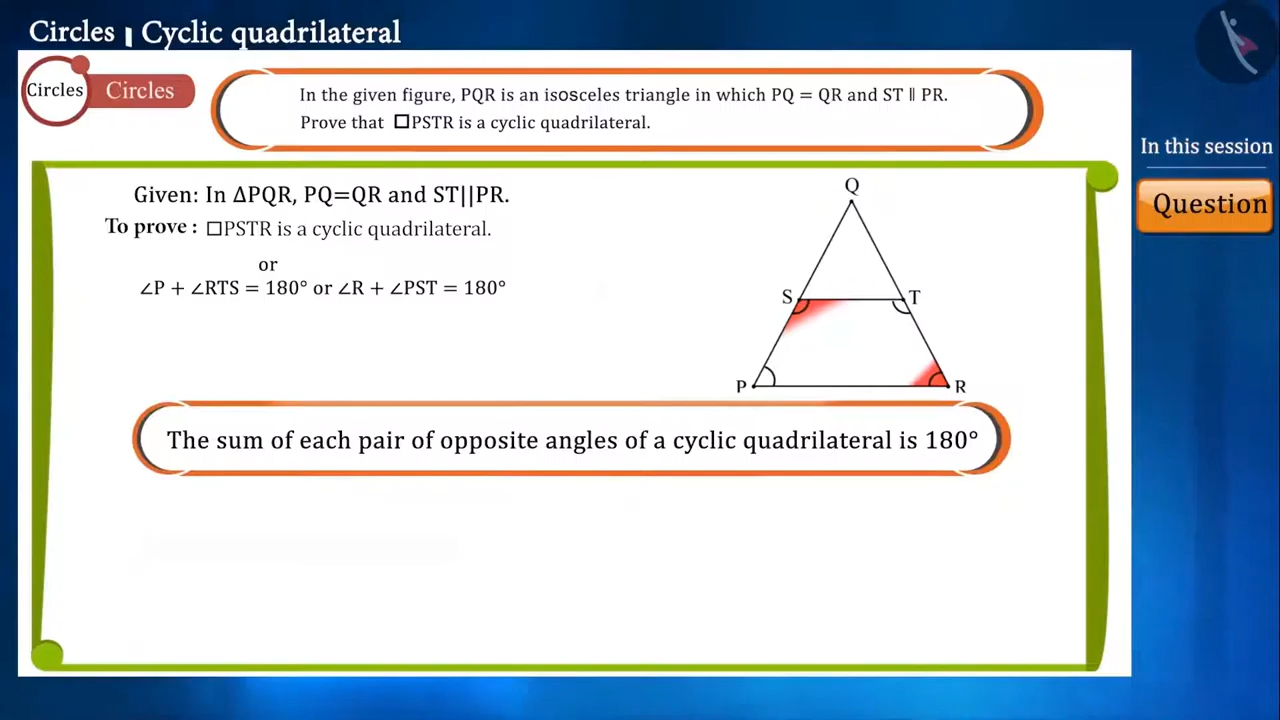 Circles | Cyclic quadrilateral
Circles
Circles
In the given figure, PQR is an isosceles triangle in which PQ = QR and ST ∥ PR.
Prove that □PSTR is a cyclic quadrilateral.
In this session
Question
Given: In ΔPQR, PQ=QR and ST||PR.
To prove : □PSTR is a cyclic quadrilateral.
or
∠P + ∠RTS = 180° or ∠R + ∠PST = 180°
Q
S
T
P
R
The sum of each pair of opposite angles of a cyclic quadrilateral is 180°